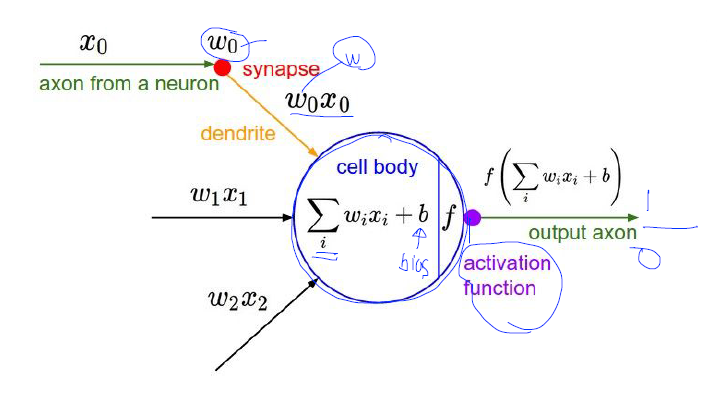 x₀
w₀
w
axon from a neuron
synapse
w₀x₀
dendrite
cell body
f(∑ᵢ wᵢxᵢ + b)
w₁x₁
∑ᵢ wᵢxᵢ + b
f
1
output axon
0
bias
activation
function
w₂x₂